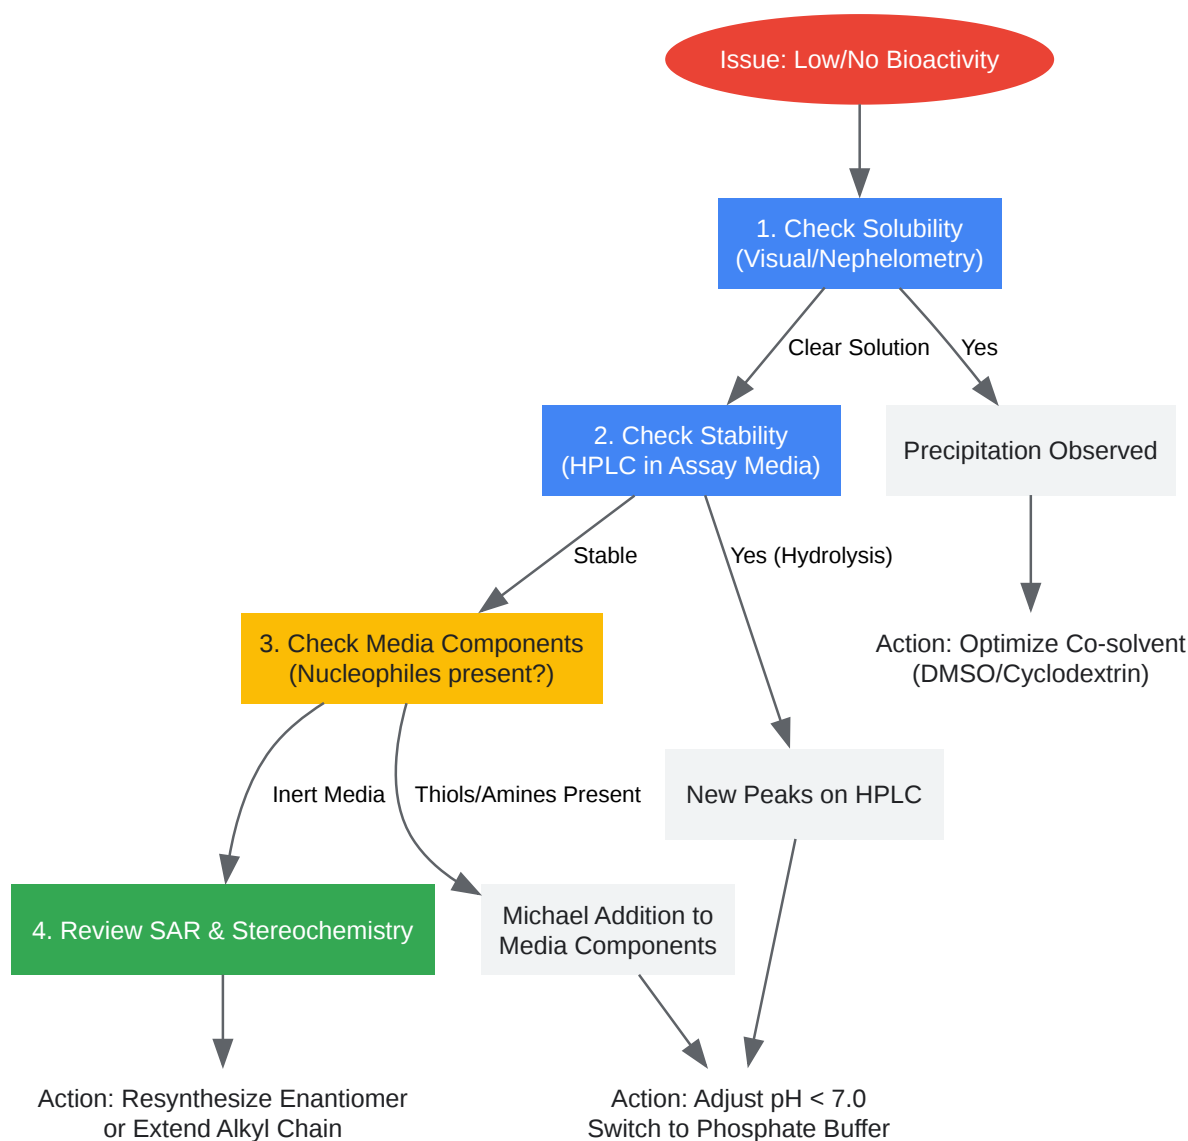 Issue: Low/No Bioactivity
1. Check Solubility
(Visual/Nephelometry)
Clear Solution
Yes
2. Check Stability
(HPLC in Assay Media)
Precipitation Observed
Stable
Yes (Hydrolysis)
3. Check Media Components
(Nucleophiles present?)
Action: Optimize Co-solvent
(DMSO/Cyclodextrin)
Inert Media
Thiols/Amines Present
New Peaks on HPLC
4. Review SAR & Stereochemistry
Michael Addition to
Media Components
Action: Resynthesize Enantiomer
or Extend Alkyl Chain
Action: Adjust pH < 7.0
Switch to Phosphate Buffer